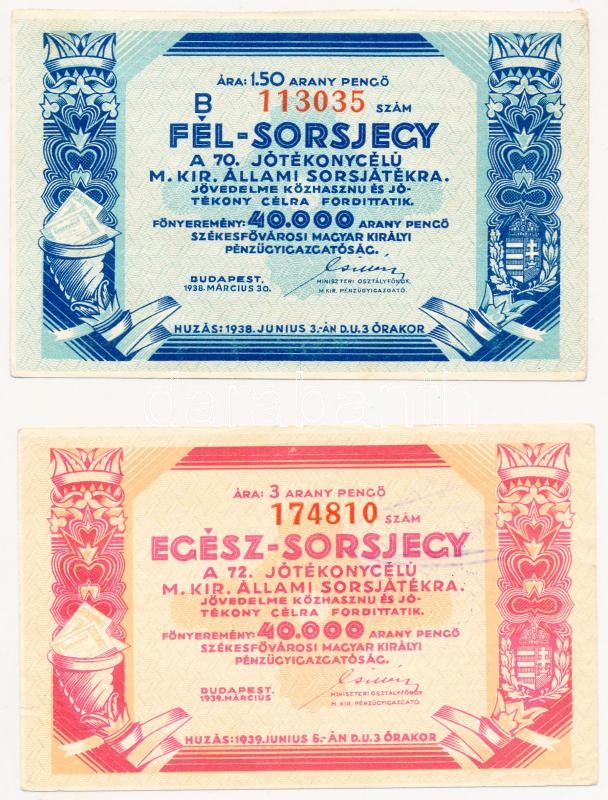 ÁRA: 1.50 ARANY PENGŐ
B 113035 SZÁM
FÉL-SORSJEGY
A 70. JÓTÉKONYCÉLÚ
M. KIR. ÁLLAMI SORSJÁTÉKRA.
JÖVEDELME KÖZHASZNU ÉS JÓ-
TÉKONY CÉLRA FORDITTATIK.
FŐNYEREMÉNY: 40.000 ARANY PENGŐ
SZÉKESFŐVÁROSI MAGYAR KIRÁLYI
PÉNZÜGYIGAZGATÓSÁG.
BUDAPEST,
1938. MÁRCIUS 30.
MINISZTERI OSZTÁLYFŐNÖK,
M. KIR. PÉNZÜGYIGAZGATÓ.
HUZÁS: 1938. JUNIUS 3.-ÁN D.U. 3 ÓRAKOR
darabanth
ÁRA: 3 ARANY PENGŐ
174810 SZÁM
EGÉSZ-SORSJEGY
A 72. JÓTÉKONYCÉLÚ
M. KIR. ÁLLAMI SORSJÁTÉKRA.
JÖVEDELME KÖZHASZNU ÉS JÓ-
TÉKONY CÉLRA FORDITTATIK.
FŐNYEREMÉNY: 40.000 ARANY PENGŐ
SZÉKESFŐVÁROSI MAGYAR KIRÁLYI
PÉNZÜGYIGAZGATÓSÁG.
BUDAPEST,
1939. MÁRCIUS
MINISZTERI OSZTÁLYFŐNÖK
M. KIR. PÉNZÜGYIGAZGATÓ.
HUZÁS: 1939. JUNIUS 6.-ÁN D.U. 3 ÓRAKOR